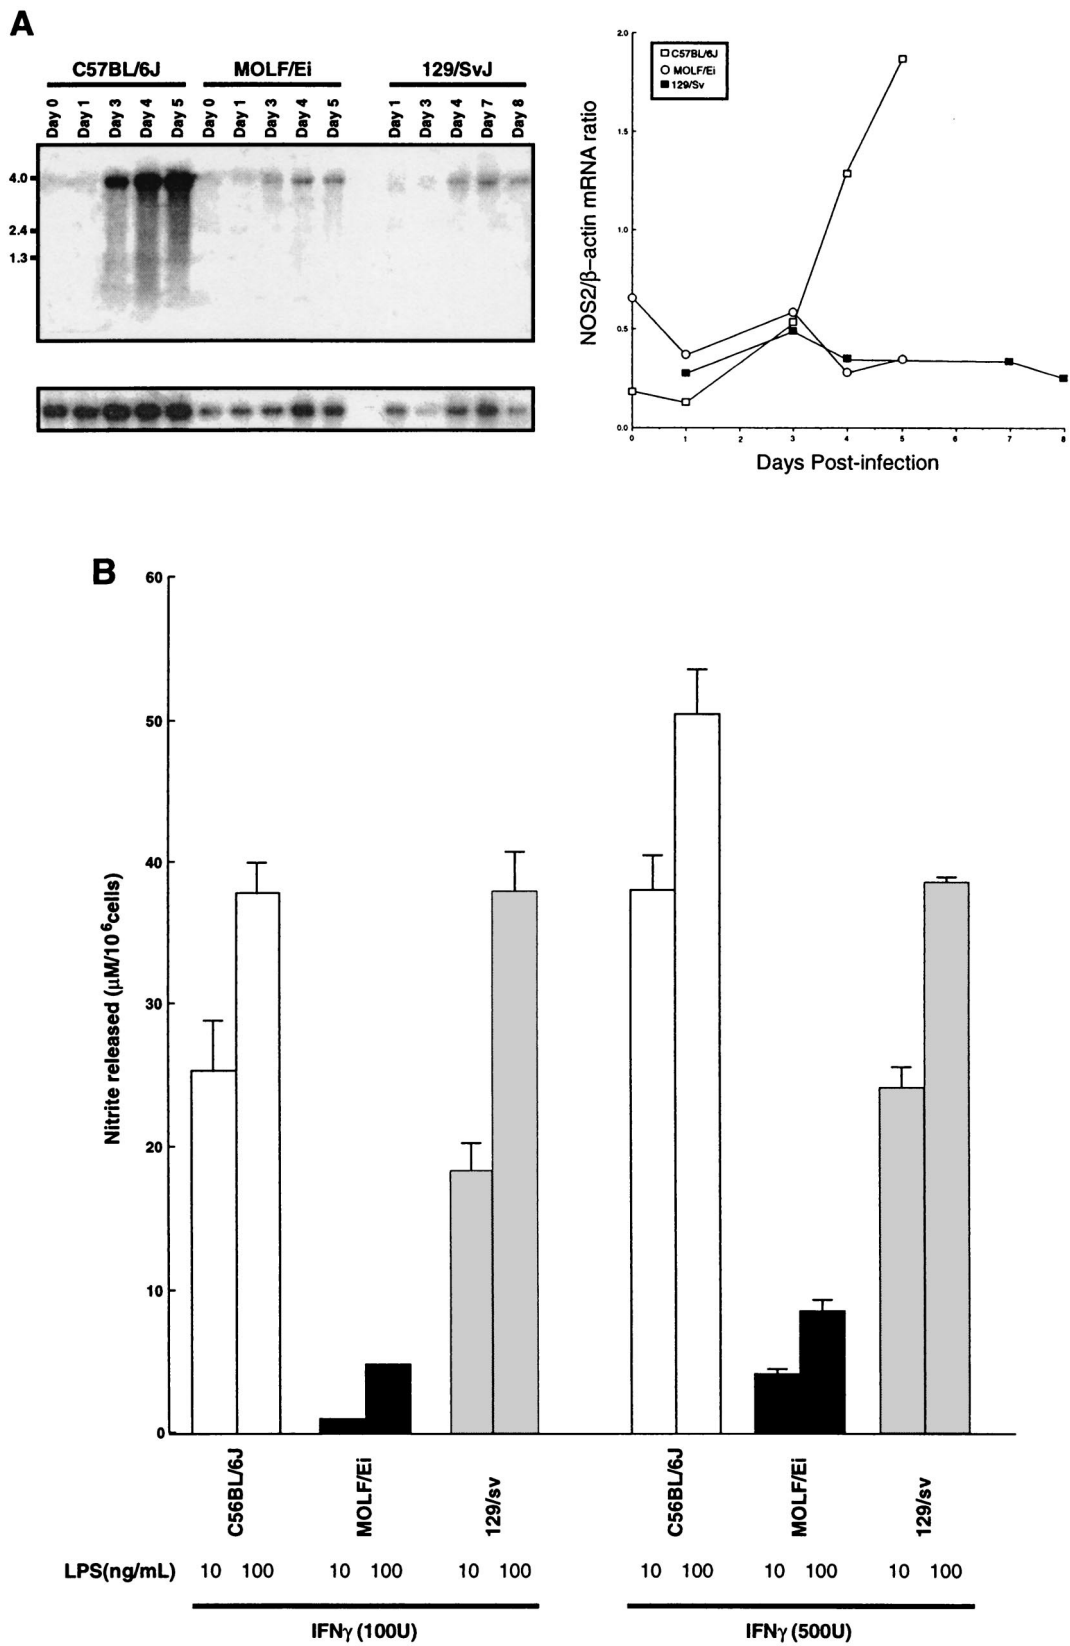 A
C57BL/6J MOLF/Ei 129/SvJ
Day 0 Day 1 Day 3 Day 4 Day 5 Day 0 Day 1 Day 3 Day 4 Day 5 Day 1 Day 3 Day 4 Day 7 Day 8
4.0
2.4
1.3
2.0
1.5
1.0
0.5
0.0
C57BL/6J
MOLF/Ei
129/Sv
NOS2/β–actin mRNA ratio
0 1 2 3 4 5 6 7 8
Days Post-infection
B
60
50
40
30
20
10
0
Nitrite released (μM/10⁶cells)
C56BL/6J MOLF/Ei 129/sv C56BL/6J MOLF/Ei 129/sv
LPS(ng/mL) 10 100 10 100 10 100 10 100 10 100 10 100
IFNγ (100U) IFNγ (500U)